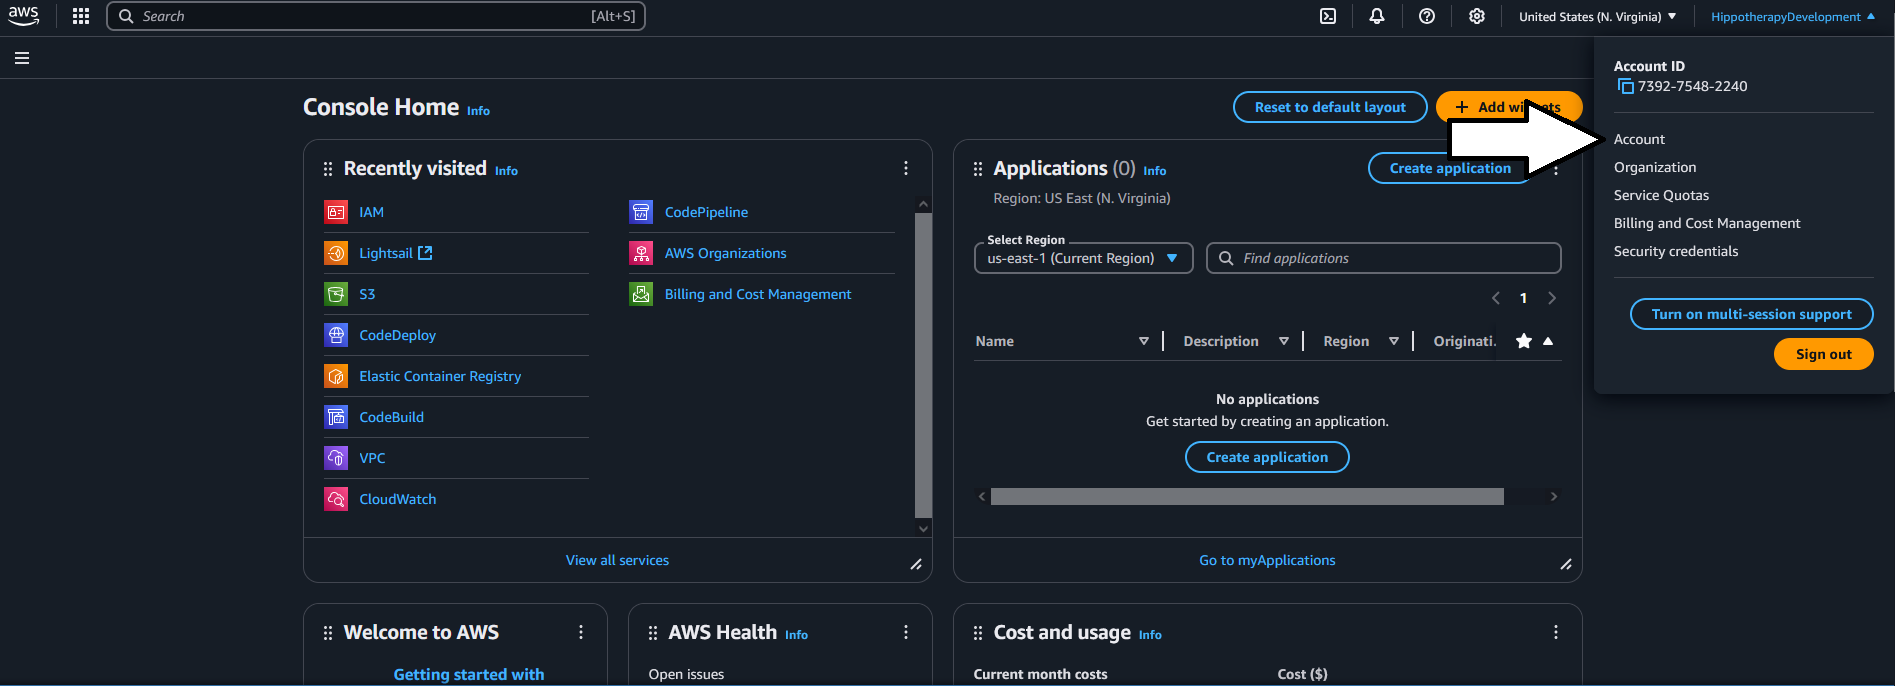 aws
Search
[Alt+S]
United States (N. Virginia)
HippotherapyDevelopment
Account ID
7392-7548-2240
Account
Organization
Service Quotas
Billing and Cost Management
Security credentials
Turn on multi-session support
Sign out
Console Home Info
Reset to default layout
+ Add widgets
Recently visited Info
IAM
Lightsail
S3
CodeDeploy
Elastic Container Registry
CodeBuild
VPC
CloudWatch
CodePipeline
AWS Organizations
Billing and Cost Management
View all services
Applications (0) Info
Create application
Region: US East (N. Virginia)
Select Region
us-east-1 (Current Region)
Find applications
1
Name
Description
Region
Originati.
No applications
Get started by creating an application.
Create application
Go to myApplications
Welcome to AWS
Getting started with
AWS Health Info
Open issues
Cost and usage Info
Current month costs
Cost ($)